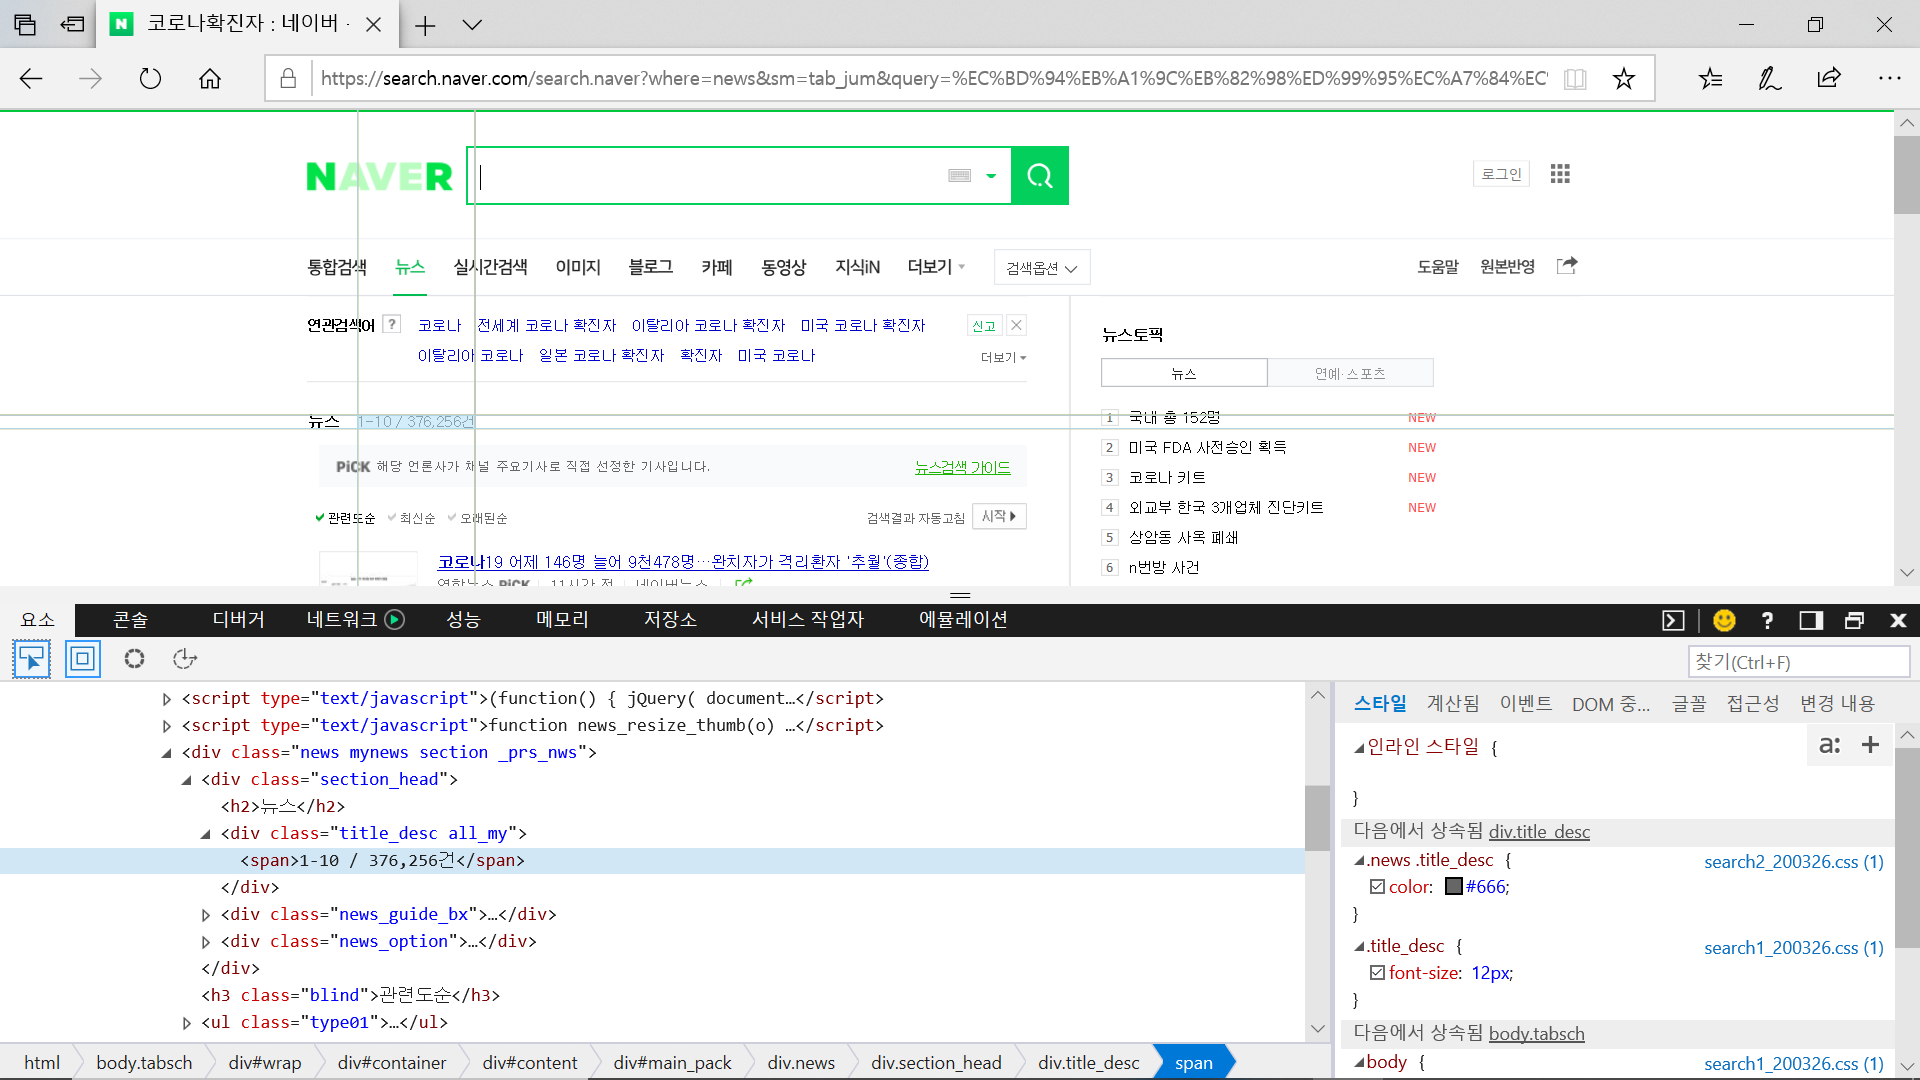 코로나확진자 : 네이버 ·
https://search.naver.com/search.naver?where=news&sm=tab_jum&query=%EC%BD%94%EB%A1%9C%EB%82%98%ED%99%95%EC%A7%84%EC%
NAVER
로그인
통합검색 뉴스 실시간검색 이미지 블로그 카페 동영상 지식iN 더보기 검색옵션 도움말 원본반영
연관검색어 ? 코로나 전세계 코로나 확진자 이탈리아 코로나 확진자 미국 코로나 확진자 신고
이탈리아 코로나 일본 코로나 확진자 확진자 미국 코로나 더보기
뉴스 1-10 / 376,256건
PiCK 해당 언론사가 채널 주요기사로 직접 선정한 기사입니다. 뉴스검색 가이드
관련도순 최신순 오래된순 검색결과 자동고침 시작
코로나19 어제 146명 늘어 9천478명…완치자가 격리환자 '추월'(종합)
연합뉴스 PiCK 11시간 전 네이버뉴스
뉴스토픽
뉴스 연예·스포츠
1 국내 총 152명 NEW
2 미국 FDA 사전승인 획득 NEW
3 코로나 키트 NEW
4 외교부 한국 3개업체 진단키트 NEW
5 상암동 사옥 폐쇄
6 n번방 사건
요소 콘솔 디버거 네트워크 성능 메모리 저장소 서비스 작업자 에뮬레이션 ?
찾기(Ctrl+F)
<script type="text/javascript">(function() { jQuery( document…</script>
<script type="text/javascript">function news_resize_thumb(o) …</script>
<div class="news mynews section _prs_nws">
<div class="section_head">
<h2>뉴스</h2>
<div class="title_desc all_my">
<span>1-10 / 376,256건</span>
</div>
<div class="news_guide_bx">…</div>
<div class="news_option">…</div>
</div>
<h3 class="blind">관련도순</h3>
<ul class="type01">…</ul>
html body.tabsch div#wrap div#container div#content div#main_pack div.news div.section_head div.title_desc span
스타일 계산됨 이벤트 DOM 중... 글꼴 접근성 변경 내용
인라인 스타일 { a: +
}
다음에서 상속됨 div.title_desc
.news .title_desc { search2_200326.css (1)
color: #666;
}
.title_desc { search1_200326.css (1)
font-size: 12px;
}
다음에서 상속됨 body.tabsch
body { search1_200326.css (1)